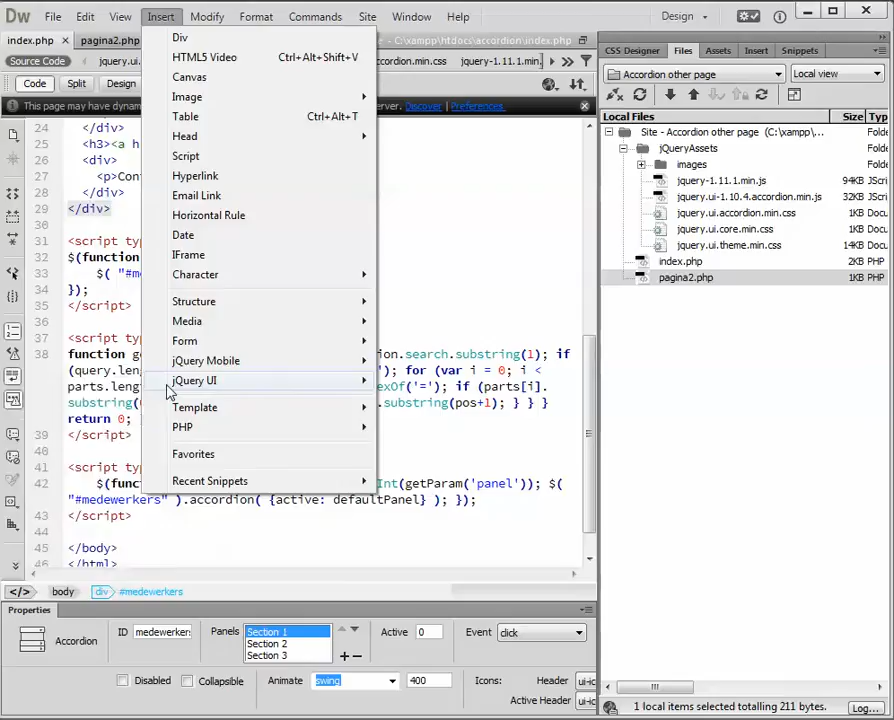 Dw File Edit View Insert Modify Format Commands Site Window Help Design
index.php pagina2.php - C:\xampp\htdocs\accordion\index.php
Source Code jquery.ui. .ccordion.min.css jquery-1.11.1.min.
Code Split Design
This page may have dynam server. Discover Preferences
Div
HTML5 Video Ctrl+Alt+Shift+V
Canvas
Image
Table Ctrl+Alt+T
Head
Script
Hyperlink
Email Link
Horizontal Rule
Date
IFrame
Character
Structure
Media
Form
jQuery Mobile
jQuery UI
Template
PHP
Favorites
Recent Snippets
24 </div>
25 <h3><a h
26 <div>
27 <p>Con
28 </div>
29 </div>
30
31 <script typ
32 $(function
33 $( "#m
34 });
35 </script>
36
37 <script typ
38 function g ion.search.substring(1); if
(query.len '); for (var i = 0; i <
parts.leng exOf('='); if (parts[i].
substring( .substring(pos+1); } } }
return 0;
39 </script>
40
41 <script typ
42 $(funct Int(getParam('panel')); $(
"#medewerkers" ).accordion( {active: defaultPanel} ); });
43 </script>
44
45 </body>
46 </html>
</> body div #medewerkers
Properties
Accordion ID medewerkers Panels Section 1 Active 0 Event click
Section 2
Section 3
Disabled Collapsible Animate swing 400 Icons: Header ui-ic
Active Header ui-ic
CSS Designer Files Assets Insert Snippets
Accordion other page Local view
Local Files Size Type
Site - Accordion other page (C:\xampp\... Folde
jQueryAssets Folde
images Folde
jquery-1.11.1.min.js 94KB JScri
jquery.ui-1.10.4.accordion.min.js 32KB JScri
jquery.ui.accordion.min.css 1KB Docu
jquery.ui.core.min.css 1KB Docu
jquery.ui.theme.min.css 14KB Docu
index.php 2KB PHP
pagina2.php 1KB PHP
1 local items selected totalling 211 bytes. Log...